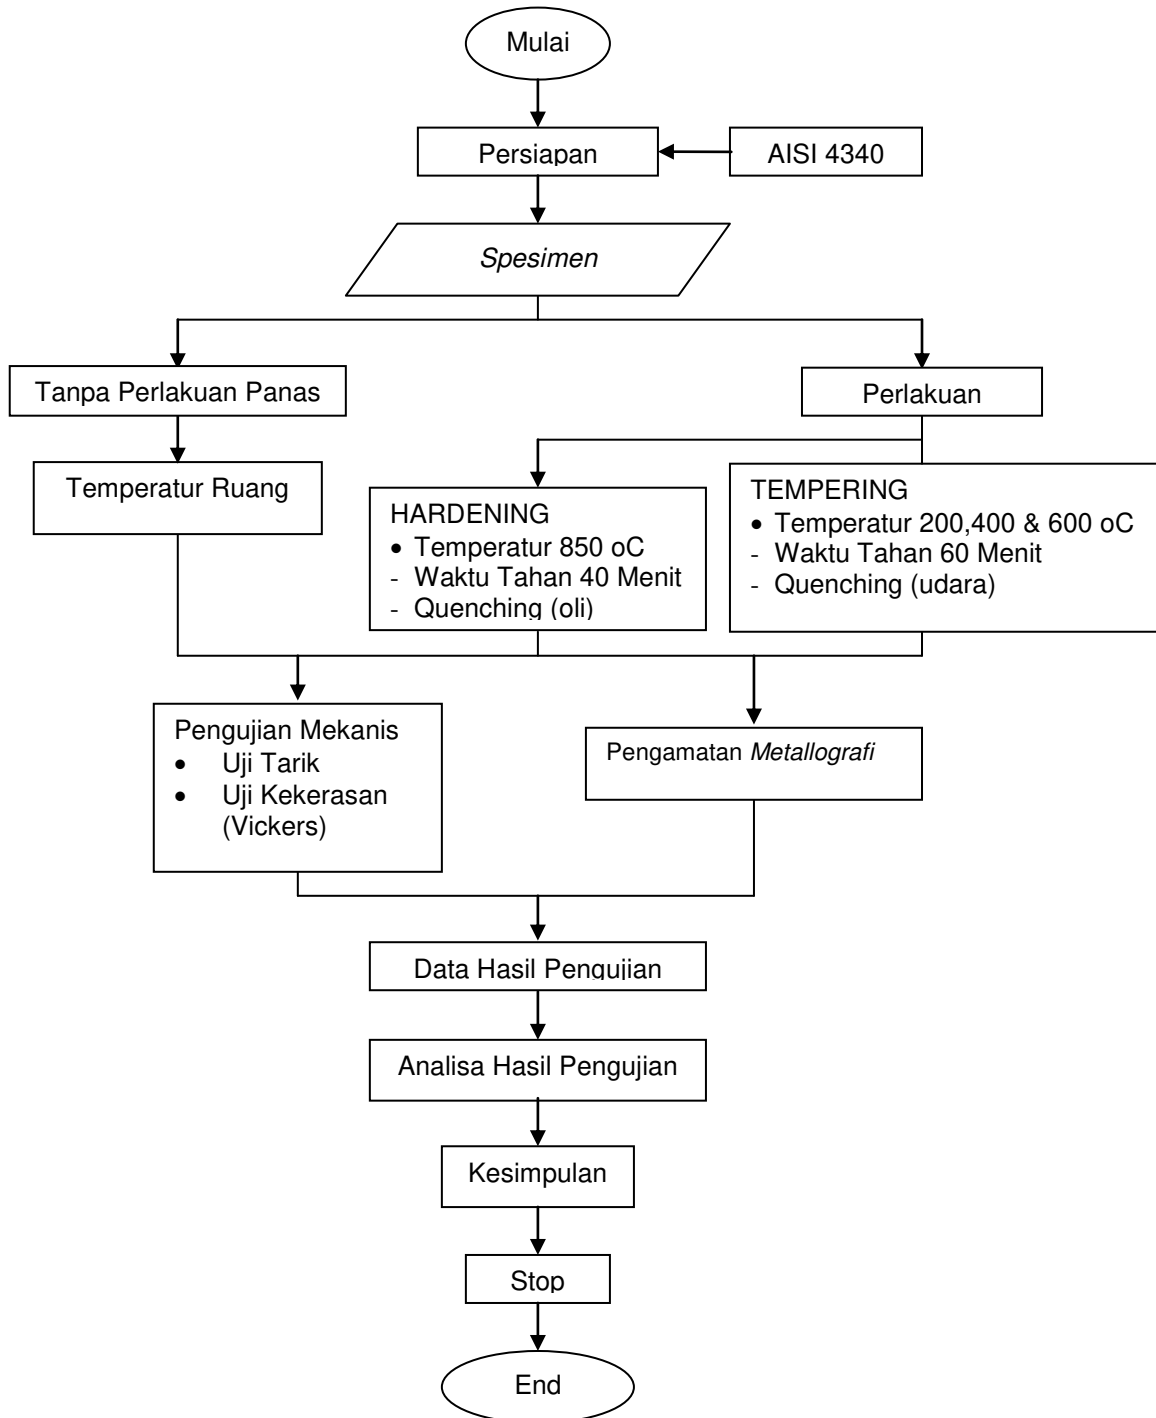 Mulai
Persiapan
AISI 4340
Spesimen
Tanpa Perlakuan Panas
Perlakuan
Temperatur Ruang
HARDENING
• Temperatur 850 oC
- Waktu Tahan 40 Menit
- Quenching (oli)
TEMPERING
• Temperatur 200,400 & 600 oC
- Waktu Tahan 60 Menit
- Quenching (udara)
Pengujian Mekanis
• Uji Tarik
• Uji Kekerasan
(Vickers)
Pengamatan Metallografi
Data Hasil Pengujian
Analisa Hasil Pengujian
Kesimpulan
Stop
End